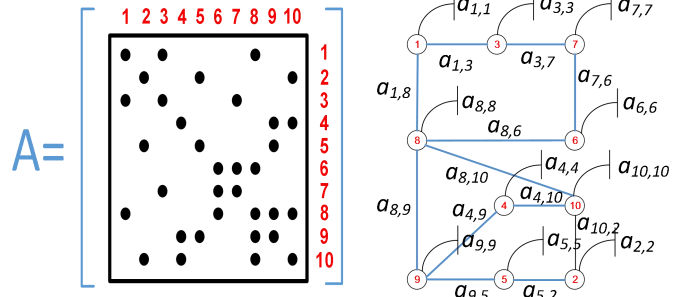 1 2 3 4 5 6 7 8 9 10
A=
1
2
3
4
5
6
7
8
9
10
a1,1 a3,3 a7,7
1 3 7
a1,3 a3,7
a1,8 a7,6
a8,8 a6,6
a8,6
8 6
a4,4 a10,10
a8,10
a4,10
4 10
a8,9 a4,9 a10,2
a9,9 a5,5 a2,2
9 5 2
a9,5 a5,2